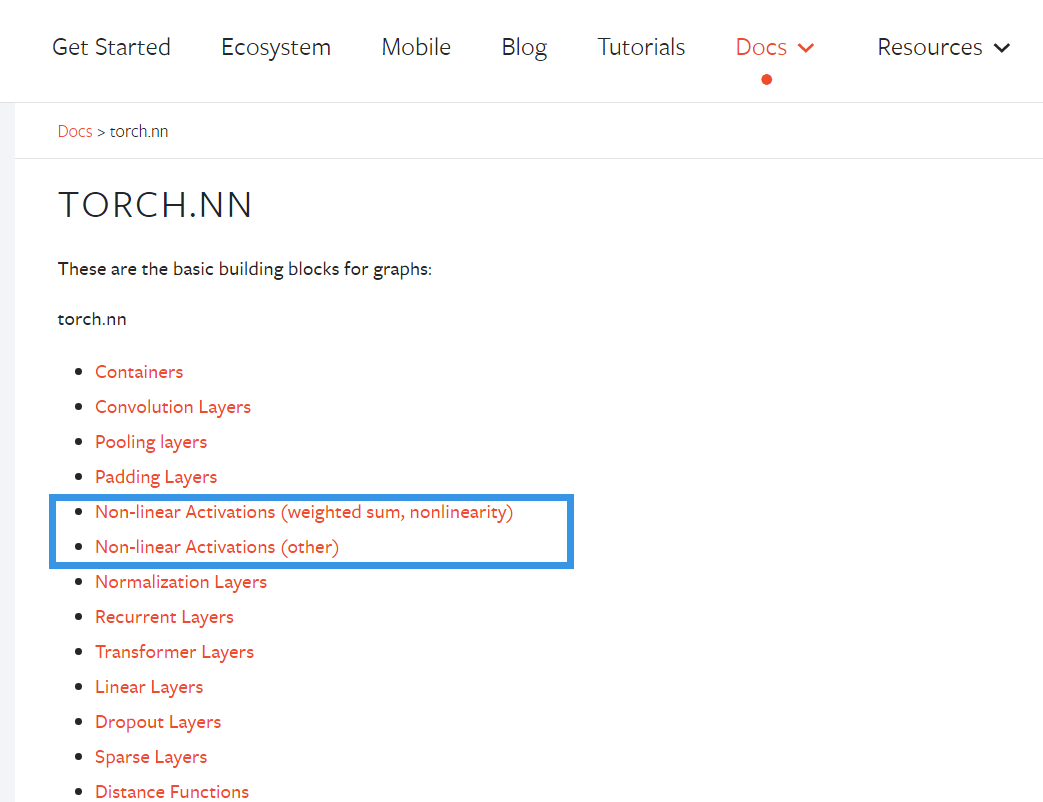 Get Started Ecosystem Mobile Blog Tutorials Docs Resources
Docs > torch.nn
TORCH.NN
These are the basic building blocks for graphs:
torch.nn
Containers
Convolution Layers
Pooling layers
Padding Layers
Non-linear Activations (weighted sum, nonlinearity)
Non-linear Activations (other)
Normalization Layers
Recurrent Layers
Transformer Layers
Linear Layers
Dropout Layers
Sparse Layers
Distance Functions